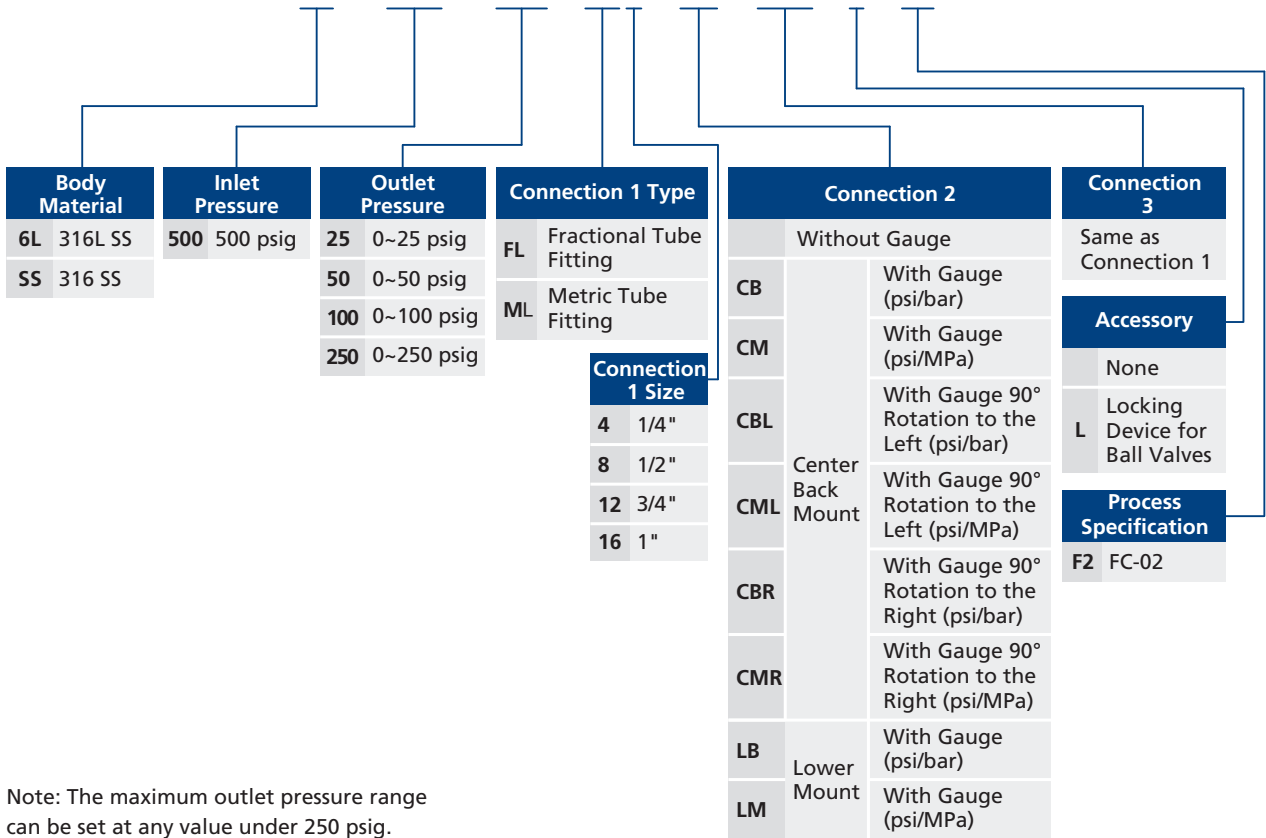 Body
Material
6L 316L SS
SS 316 SS
Inlet
Pressure
500 500 psig
Outlet
Pressure
25 0~25 psig
50 0~50 psig
100 0~100 psig
250 0~250 psig
Connection 1 Type
FL Fractional Tube
Fitting
ML Metric Tube
Fitting
Connection
1 Size
4 1/4"
8 1/2"
12 3/4"
16 1"
Connection 2
Without Gauge
Center
Back
Mount
CB With Gauge
(psi/bar)
CM With Gauge
(psi/MPa)
CBL With Gauge 90°
Rotation to the
Left (psi/bar)
CML With Gauge 90°
Rotation to the
Left (psi/MPa)
CBR With Gauge 90°
Rotation to the
Right (psi/bar)
CMR With Gauge 90°
Rotation to the
Right (psi/MPa)
Lower
Mount
LB With Gauge
(psi/bar)
LM With Gauge
(psi/MPa)
Connection
3
Same as
Connection 1
Accessory
None
L Locking
Device for
Ball Valves
Process
Specification
F2 FC-02
Note: The maximum outlet pressure range
can be set at any value under 250 psig.